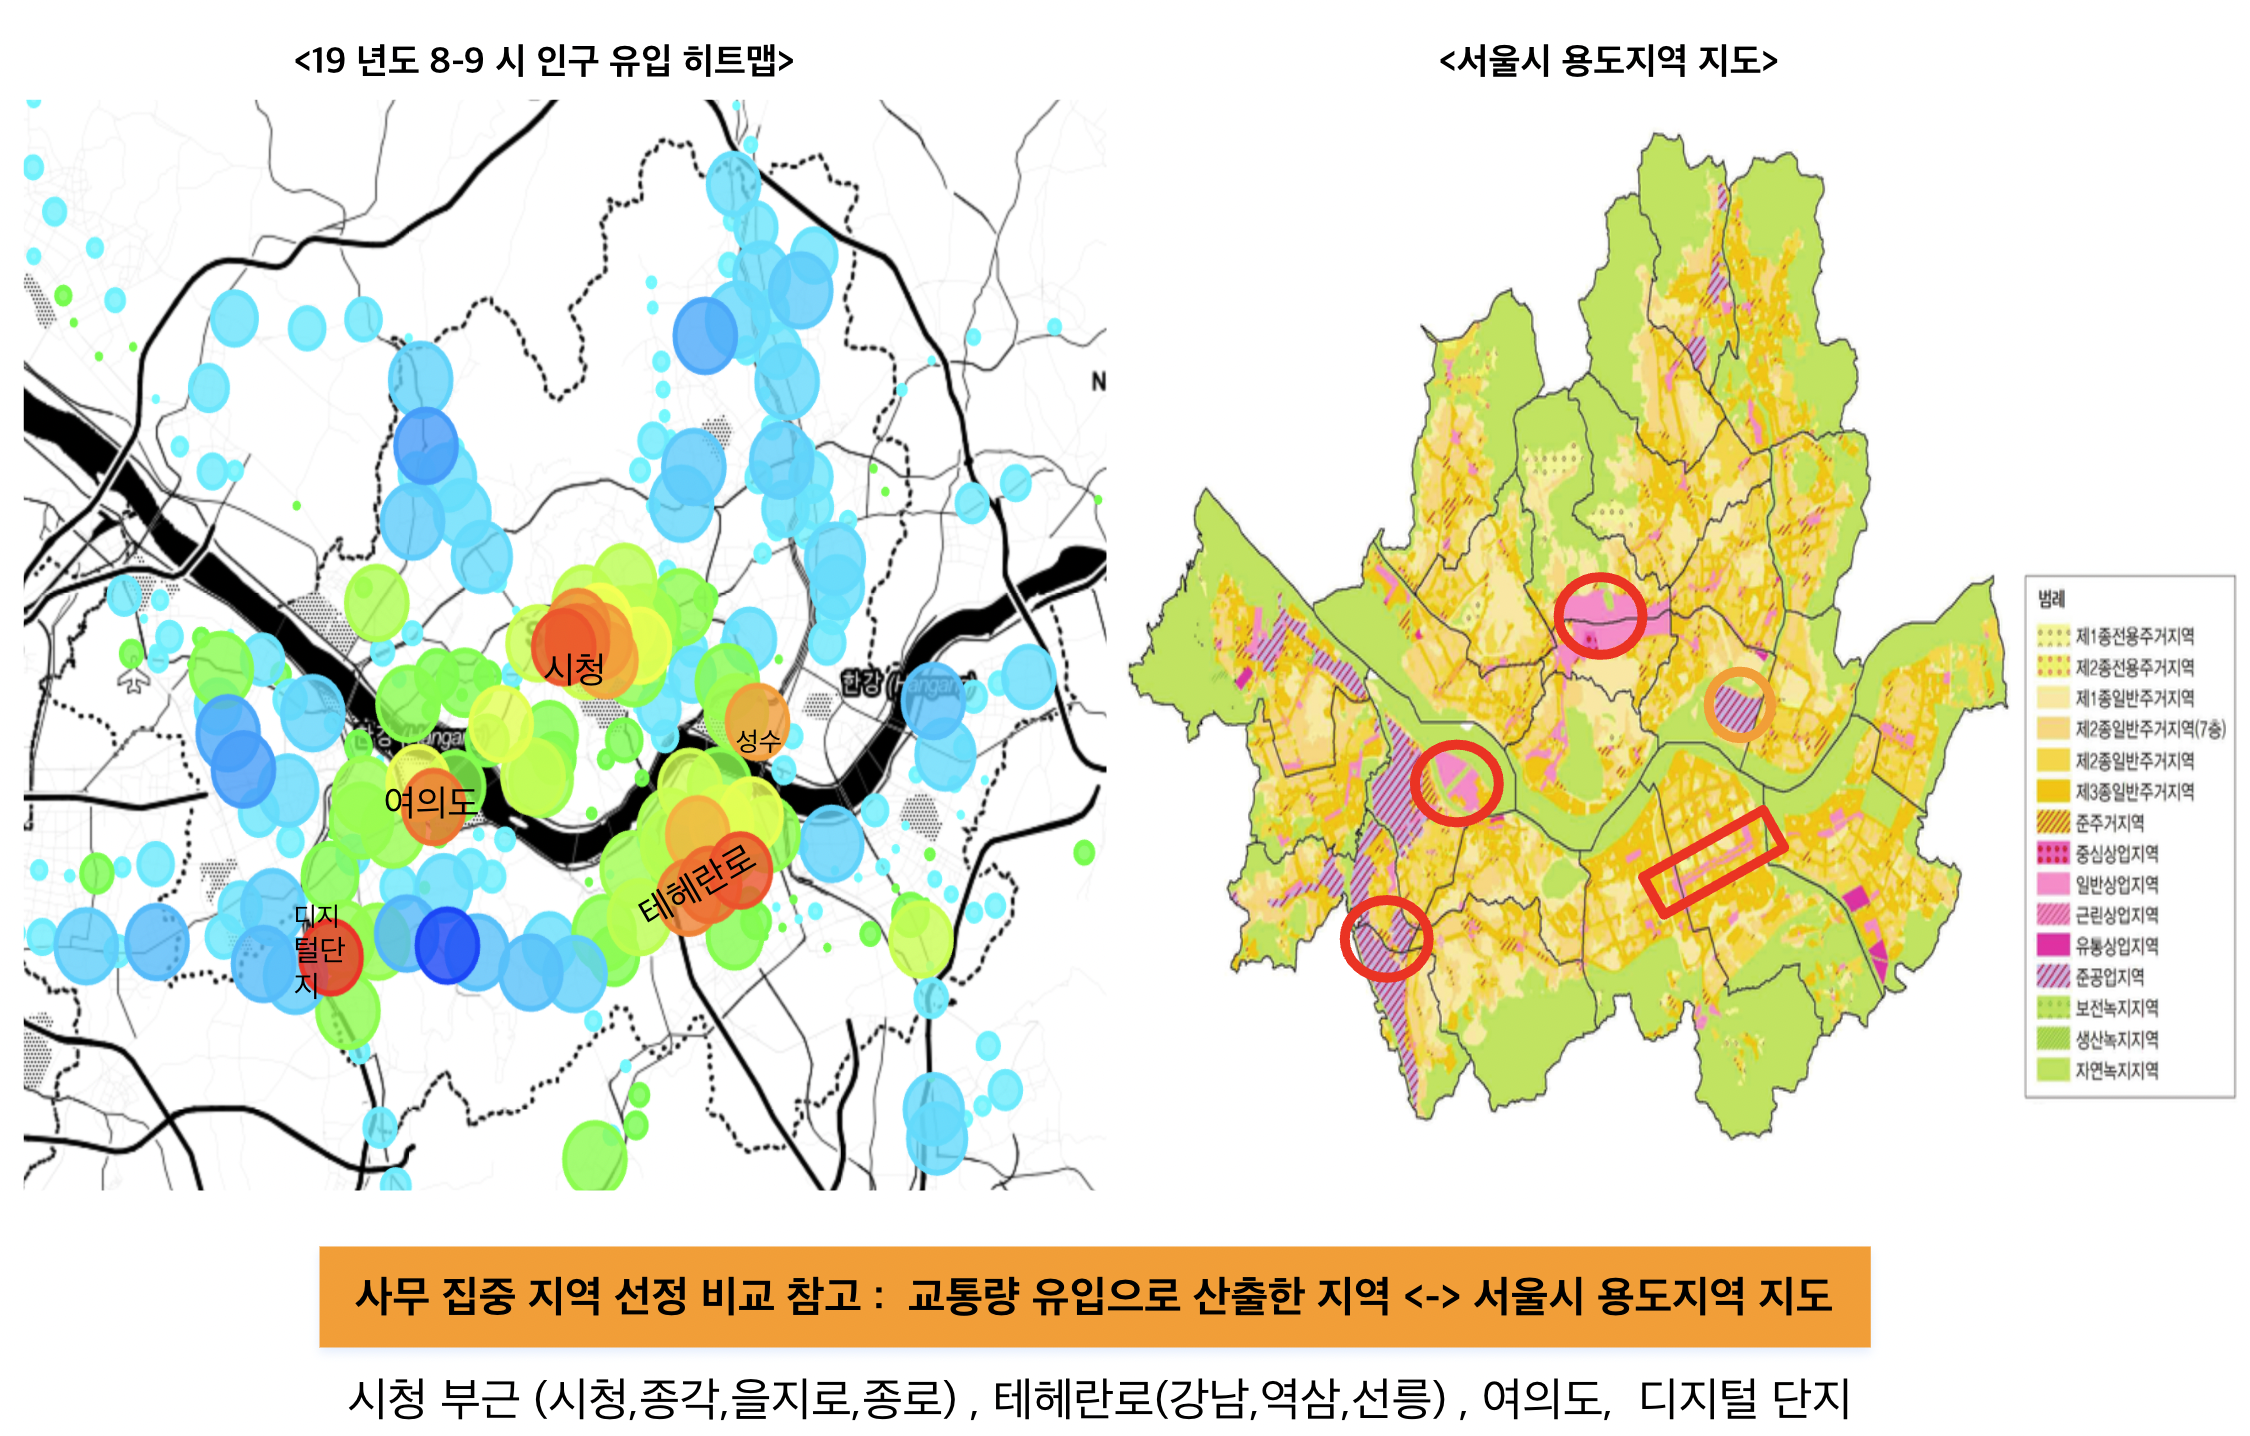 <19 년도 8-9 시 인구 유입 히트맵>
<서울시 용도지역 지도>
N
시청
한강 (Hangang)
성수
여의도
테헤란로
디지
털단
지
범례
제1종전용주거지역
제2종전용주거지역
제1종일반주거지역
제2종일반주거지역(7층)
제2종일반주거지역
제3종일반주거지역
준주거지역
중심상업지역
일반상업지역
근린상업지역
유통상업지역
준공업지역
보전녹지지역
생산녹지지역
자연녹지지역
사무 집중 지역 선정 비교 참고 : 교통량 유입으로 산출한 지역 <-> 서울시 용도지역 지도
시청 부근 (시청,종각,을지로,종로) , 테헤란로(강남,역삼,선릉) , 여의도, 디지털 단지